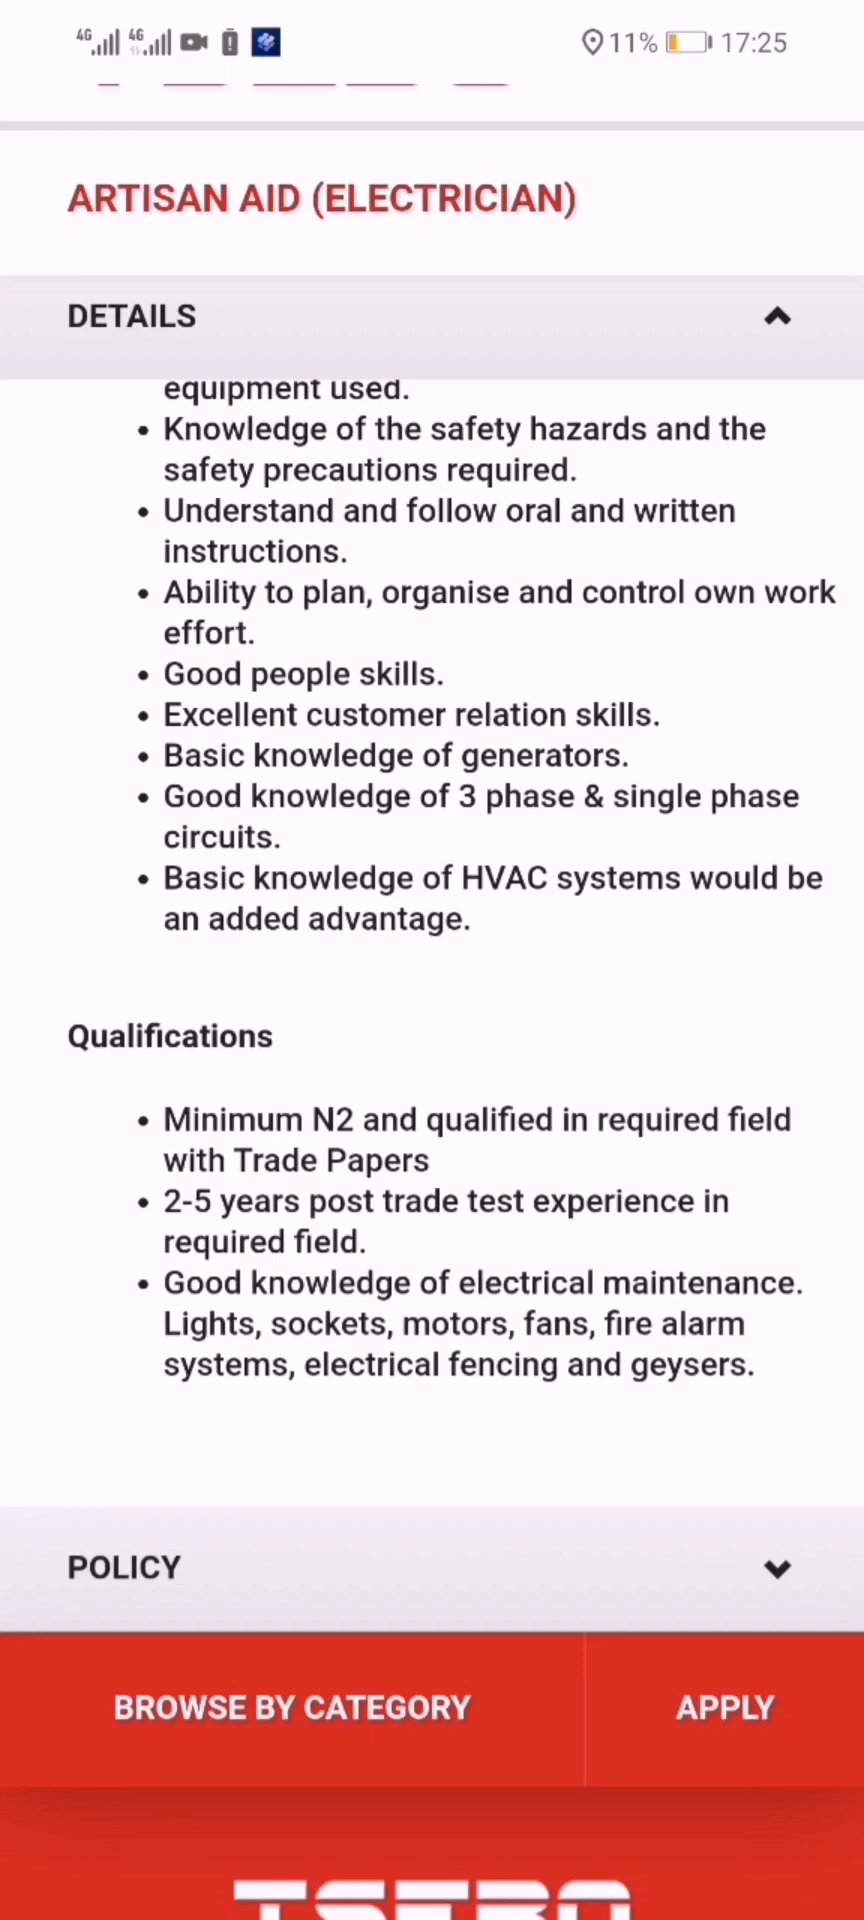 4G 4G 11% 17:25
ARTISAN AID (ELECTRICIAN)
DETAILS
equipment used.
• Knowledge of the safety hazards and the
safety precautions required.
• Understand and follow oral and written
instructions.
• Ability to plan, organise and control own work
effort.
• Good people skills.
• Excellent customer relation skills.
• Basic knowledge of generators.
• Good knowledge of 3 phase & single phase
circuits.
• Basic knowledge of HVAC systems would be
an added advantage.
Qualifications
• Minimum N2 and qualified in required field
with Trade Papers
• 2-5 years post trade test experience in
required field.
• Good knowledge of electrical maintenance.
Lights, sockets, motors, fans, fire alarm
systems, electrical fencing and geysers.
POLICY
BROWSE BY CATEGORY APPLY
TSEBO